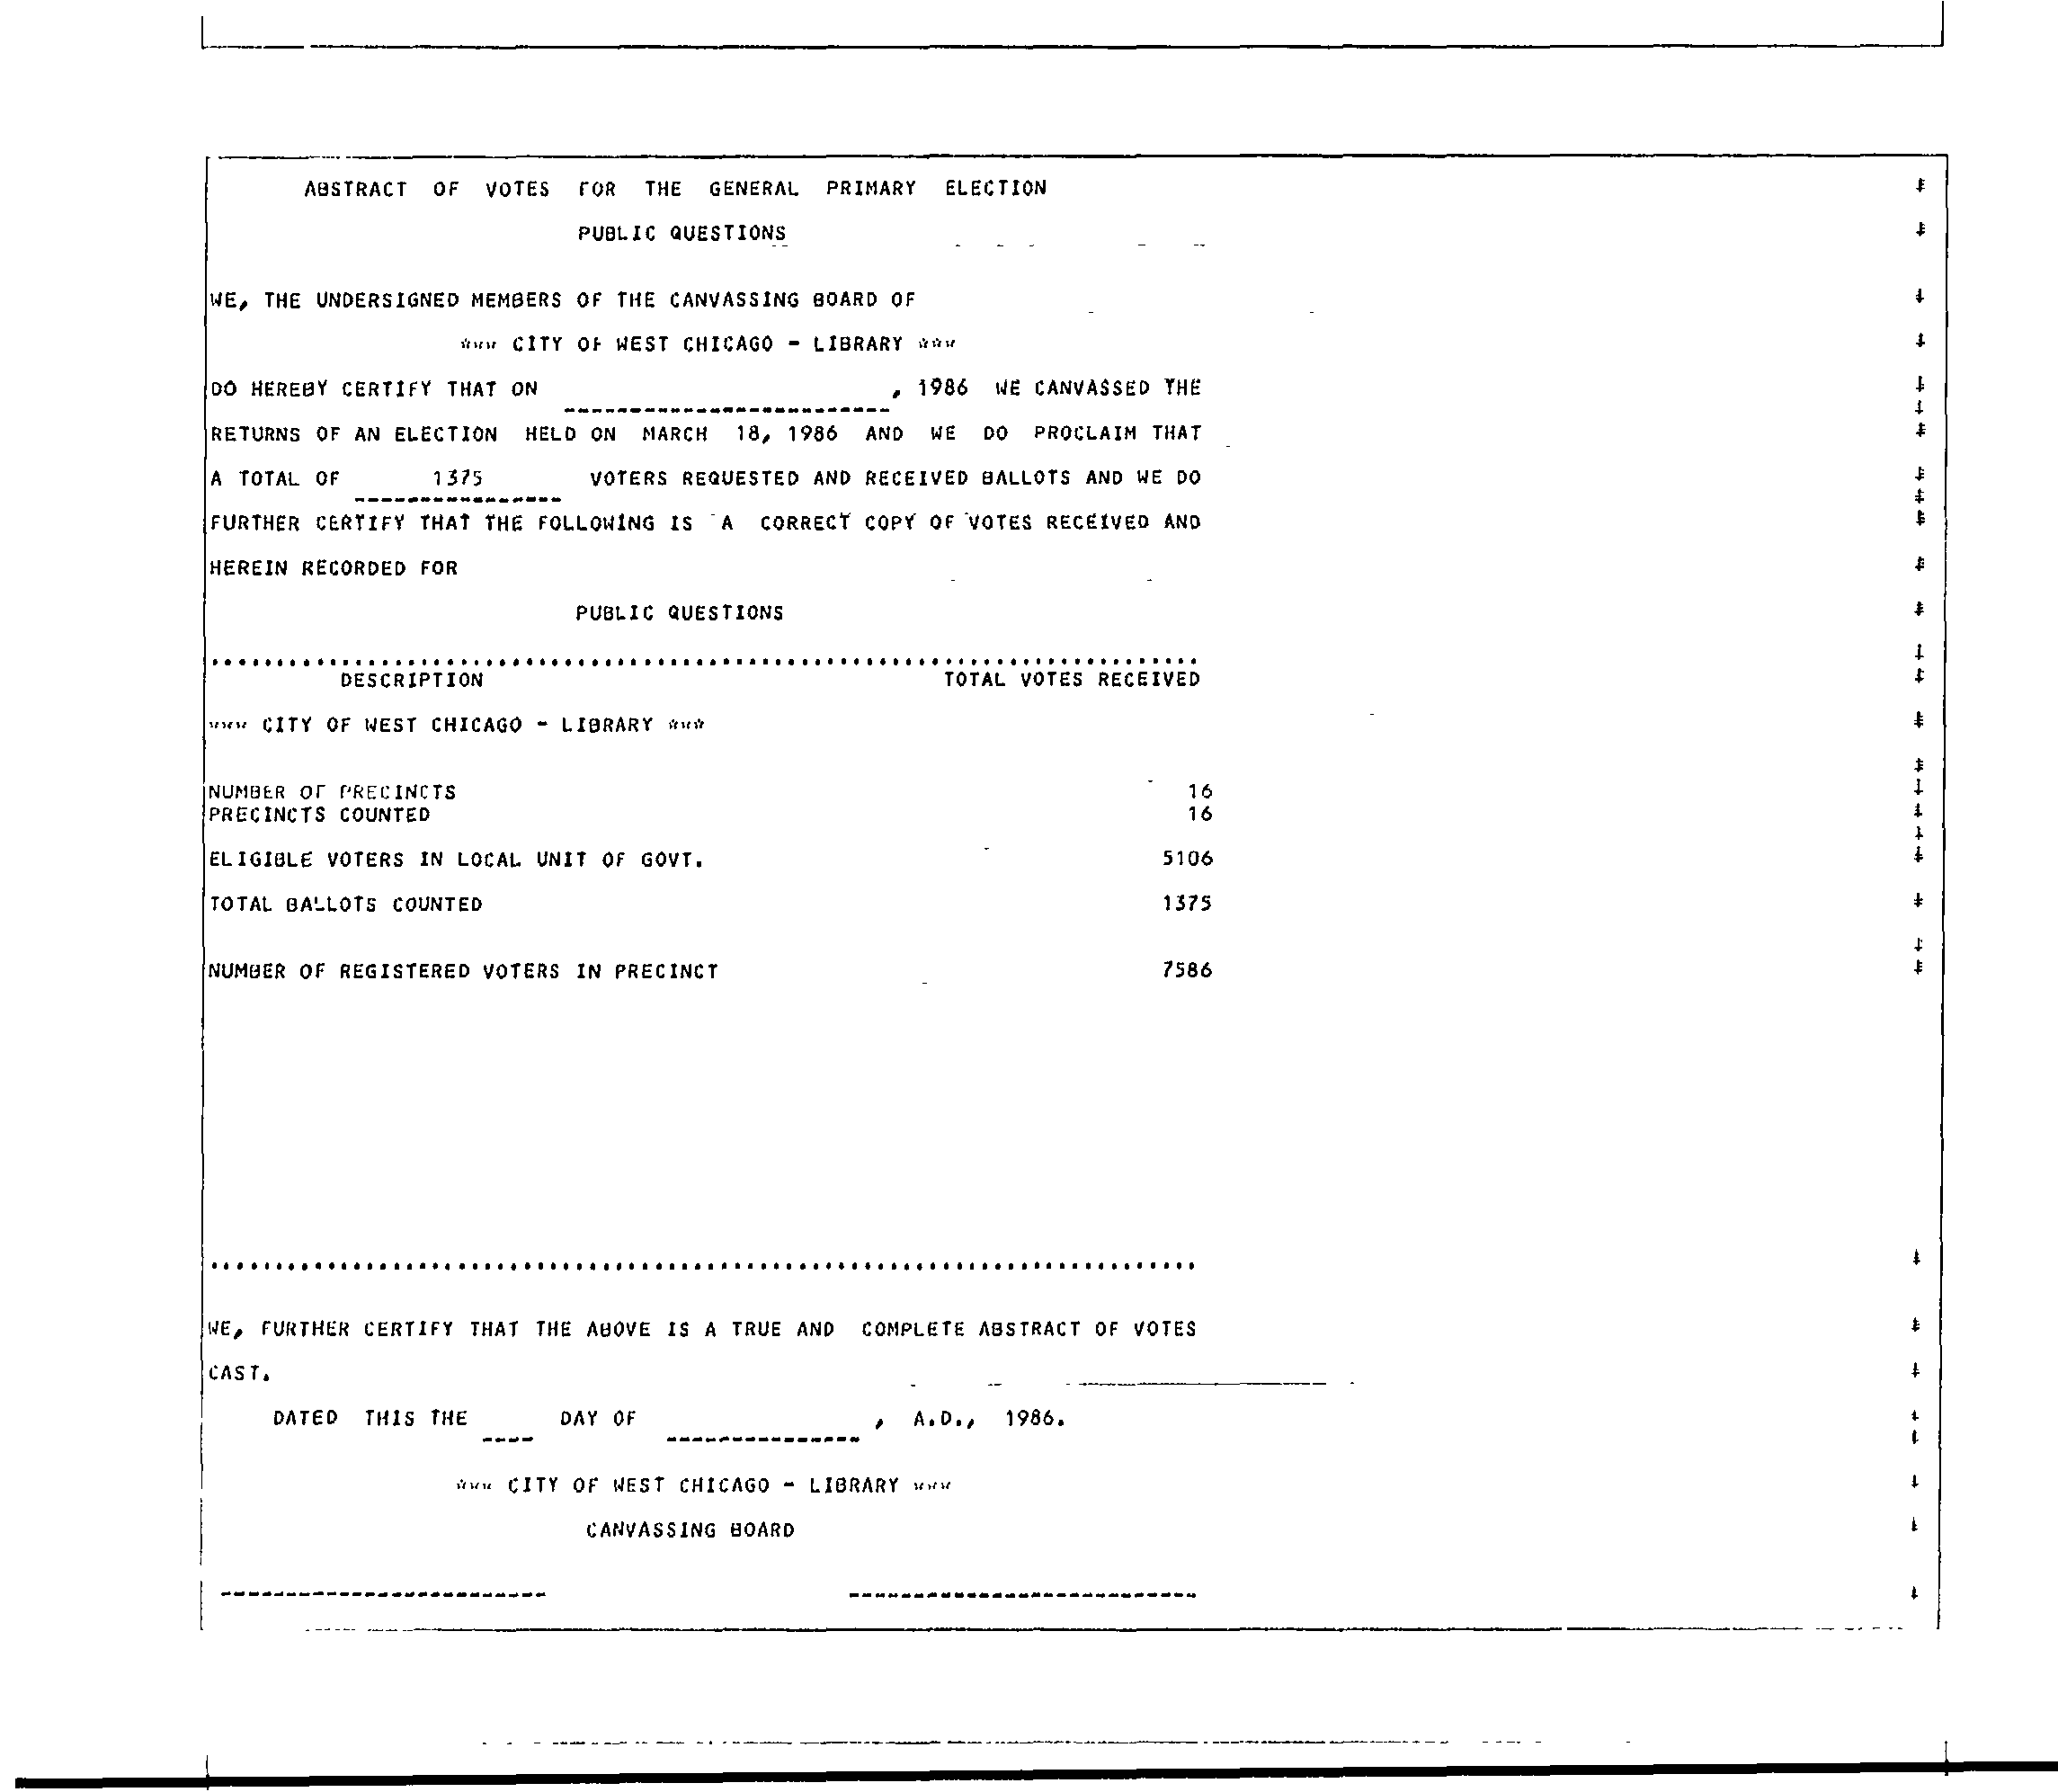 ABSTRACT OF VOTES FOR THE GENERAL PRIMARY ELECTION
PUBLIC QUESTIONS
WE, THE UNDERSIGNED MEMBERS OF THE CANVASSING BOARD OF
*** CITY OF WEST CHICAGO - LIBRARY ***
DO HEREBY CERTIFY THAT ON , 1986 WE CANVASSED THE
RETURNS OF AN ELECTION HELD ON MARCH 18, 1986 AND WE DO PROCLAIM THAT
A TOTAL OF 1375 VOTERS REQUESTED AND RECEIVED BALLOTS AND WE DO
FURTHER CERTIFY THAT THE FOLLOWING IS A CORRECT COPY OF VOTES RECEIVED AND
HEREIN RECORDED FOR
PUBLIC QUESTIONS
DESCRIPTION TOTAL VOTES RECEIVED
*** CITY OF WEST CHICAGO - LIBRARY ***
NUMBER OF PRECINCTS 16
PRECINCTS COUNTED 16
ELIGIBLE VOTERS IN LOCAL UNIT OF GOVT. 5106
TOTAL BALLOTS COUNTED 1375
NUMBER OF REGISTERED VOTERS IN PRECINCT 7586
WE, FURTHER CERTIFY THAT THE ABOVE IS A TRUE AND COMPLETE ABSTRACT OF VOTES
CAST.
DATED THIS THE DAY OF , A.D., 1986.
*** CITY OF WEST CHICAGO - LIBRARY ***
CANVASSING BOARD